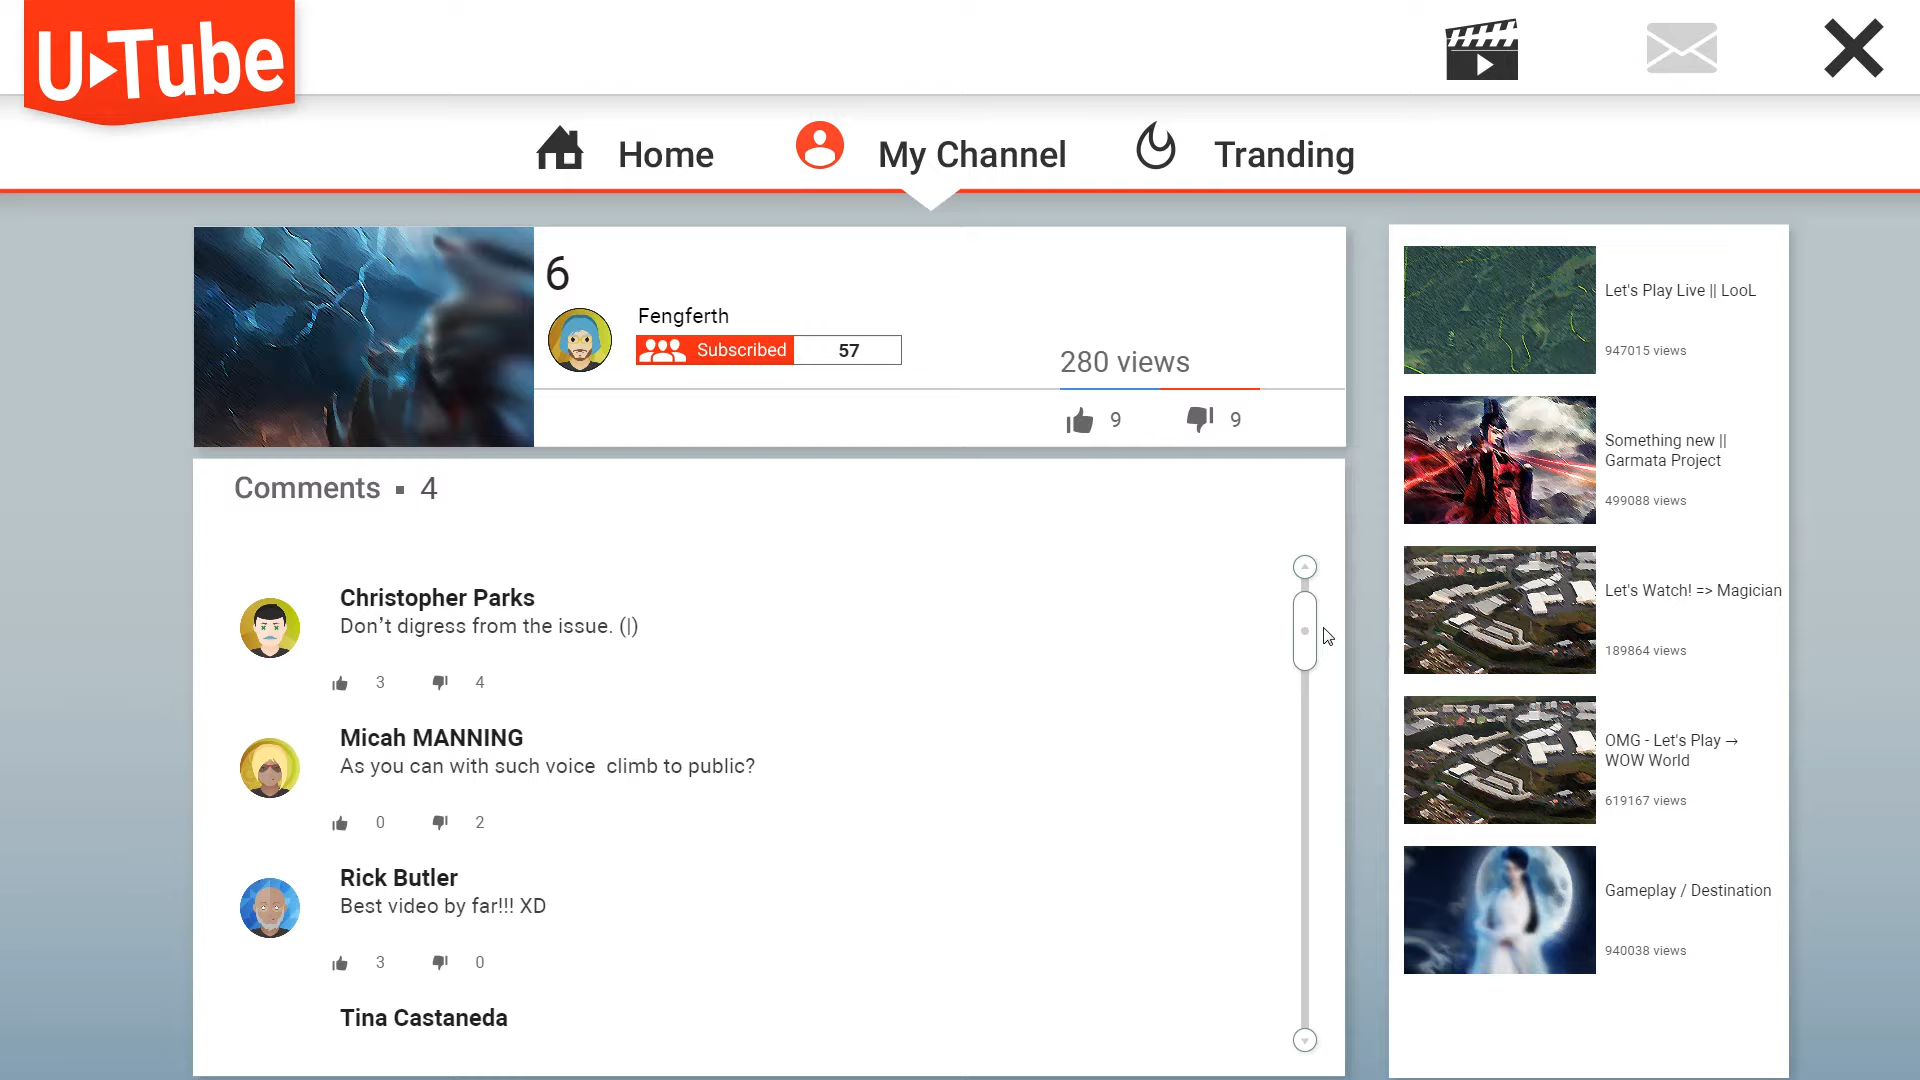 U Tube
Home
My Channel
Tranding
6
Fengferth
Subscribed 57
280 views
9 9
Comments ▪ 4
Christopher Parks
Don’t digress from the issue. (|)
3 4
Micah MANNING
As you can with such voice  climb to public?
0 2
Rick Butler
Best video by far!!! XD
3 0
Tina Castaneda
Let's Play Live || LooL
947015 views
Something new ||
Garmata Project
499088 views
Let's Watch! => Magician
189864 views
OMG - Let's Play →
WOW World
619167 views
Gameplay / Destination
940038 views